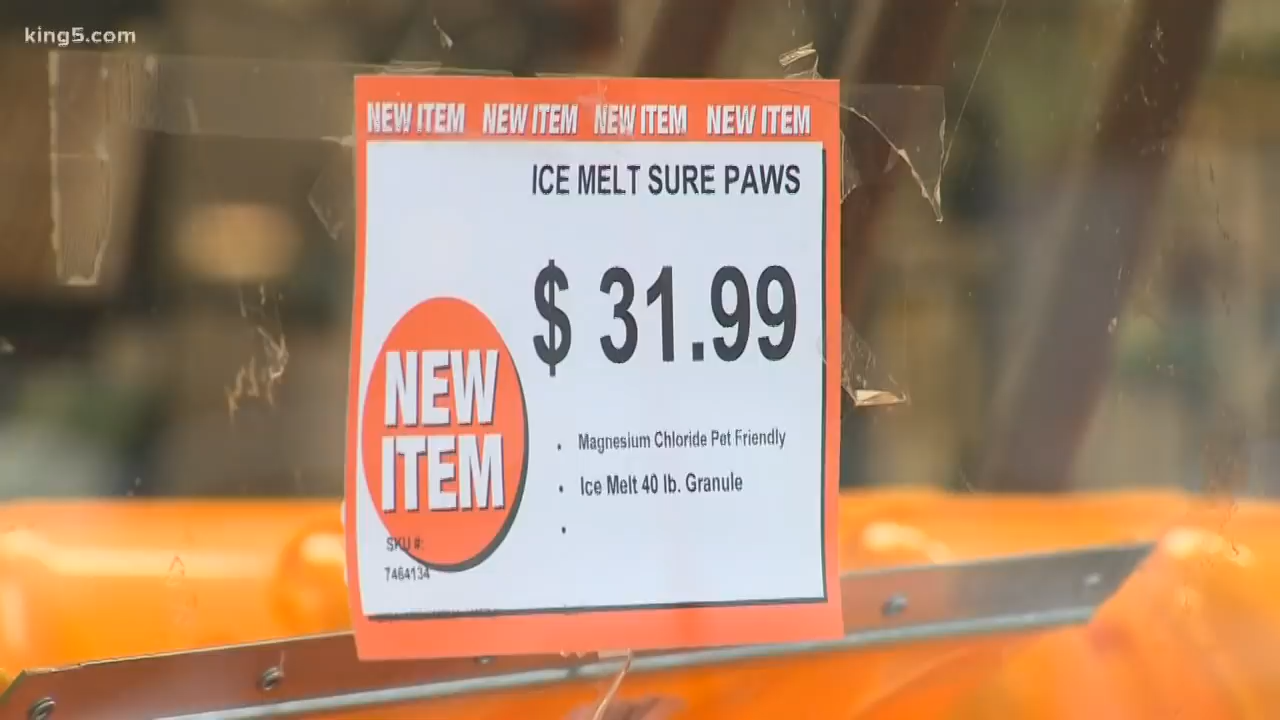 king5.com
NEW ITEM NEW ITEM NEW ITEM NEW ITEM
ICE MELT SURE PAWS
$ 31.99
NEW
ITEM
• Magnesium Chloride Pet Friendly
• Ice Melt 40 lb. Granule
•
SKU #:
7464134